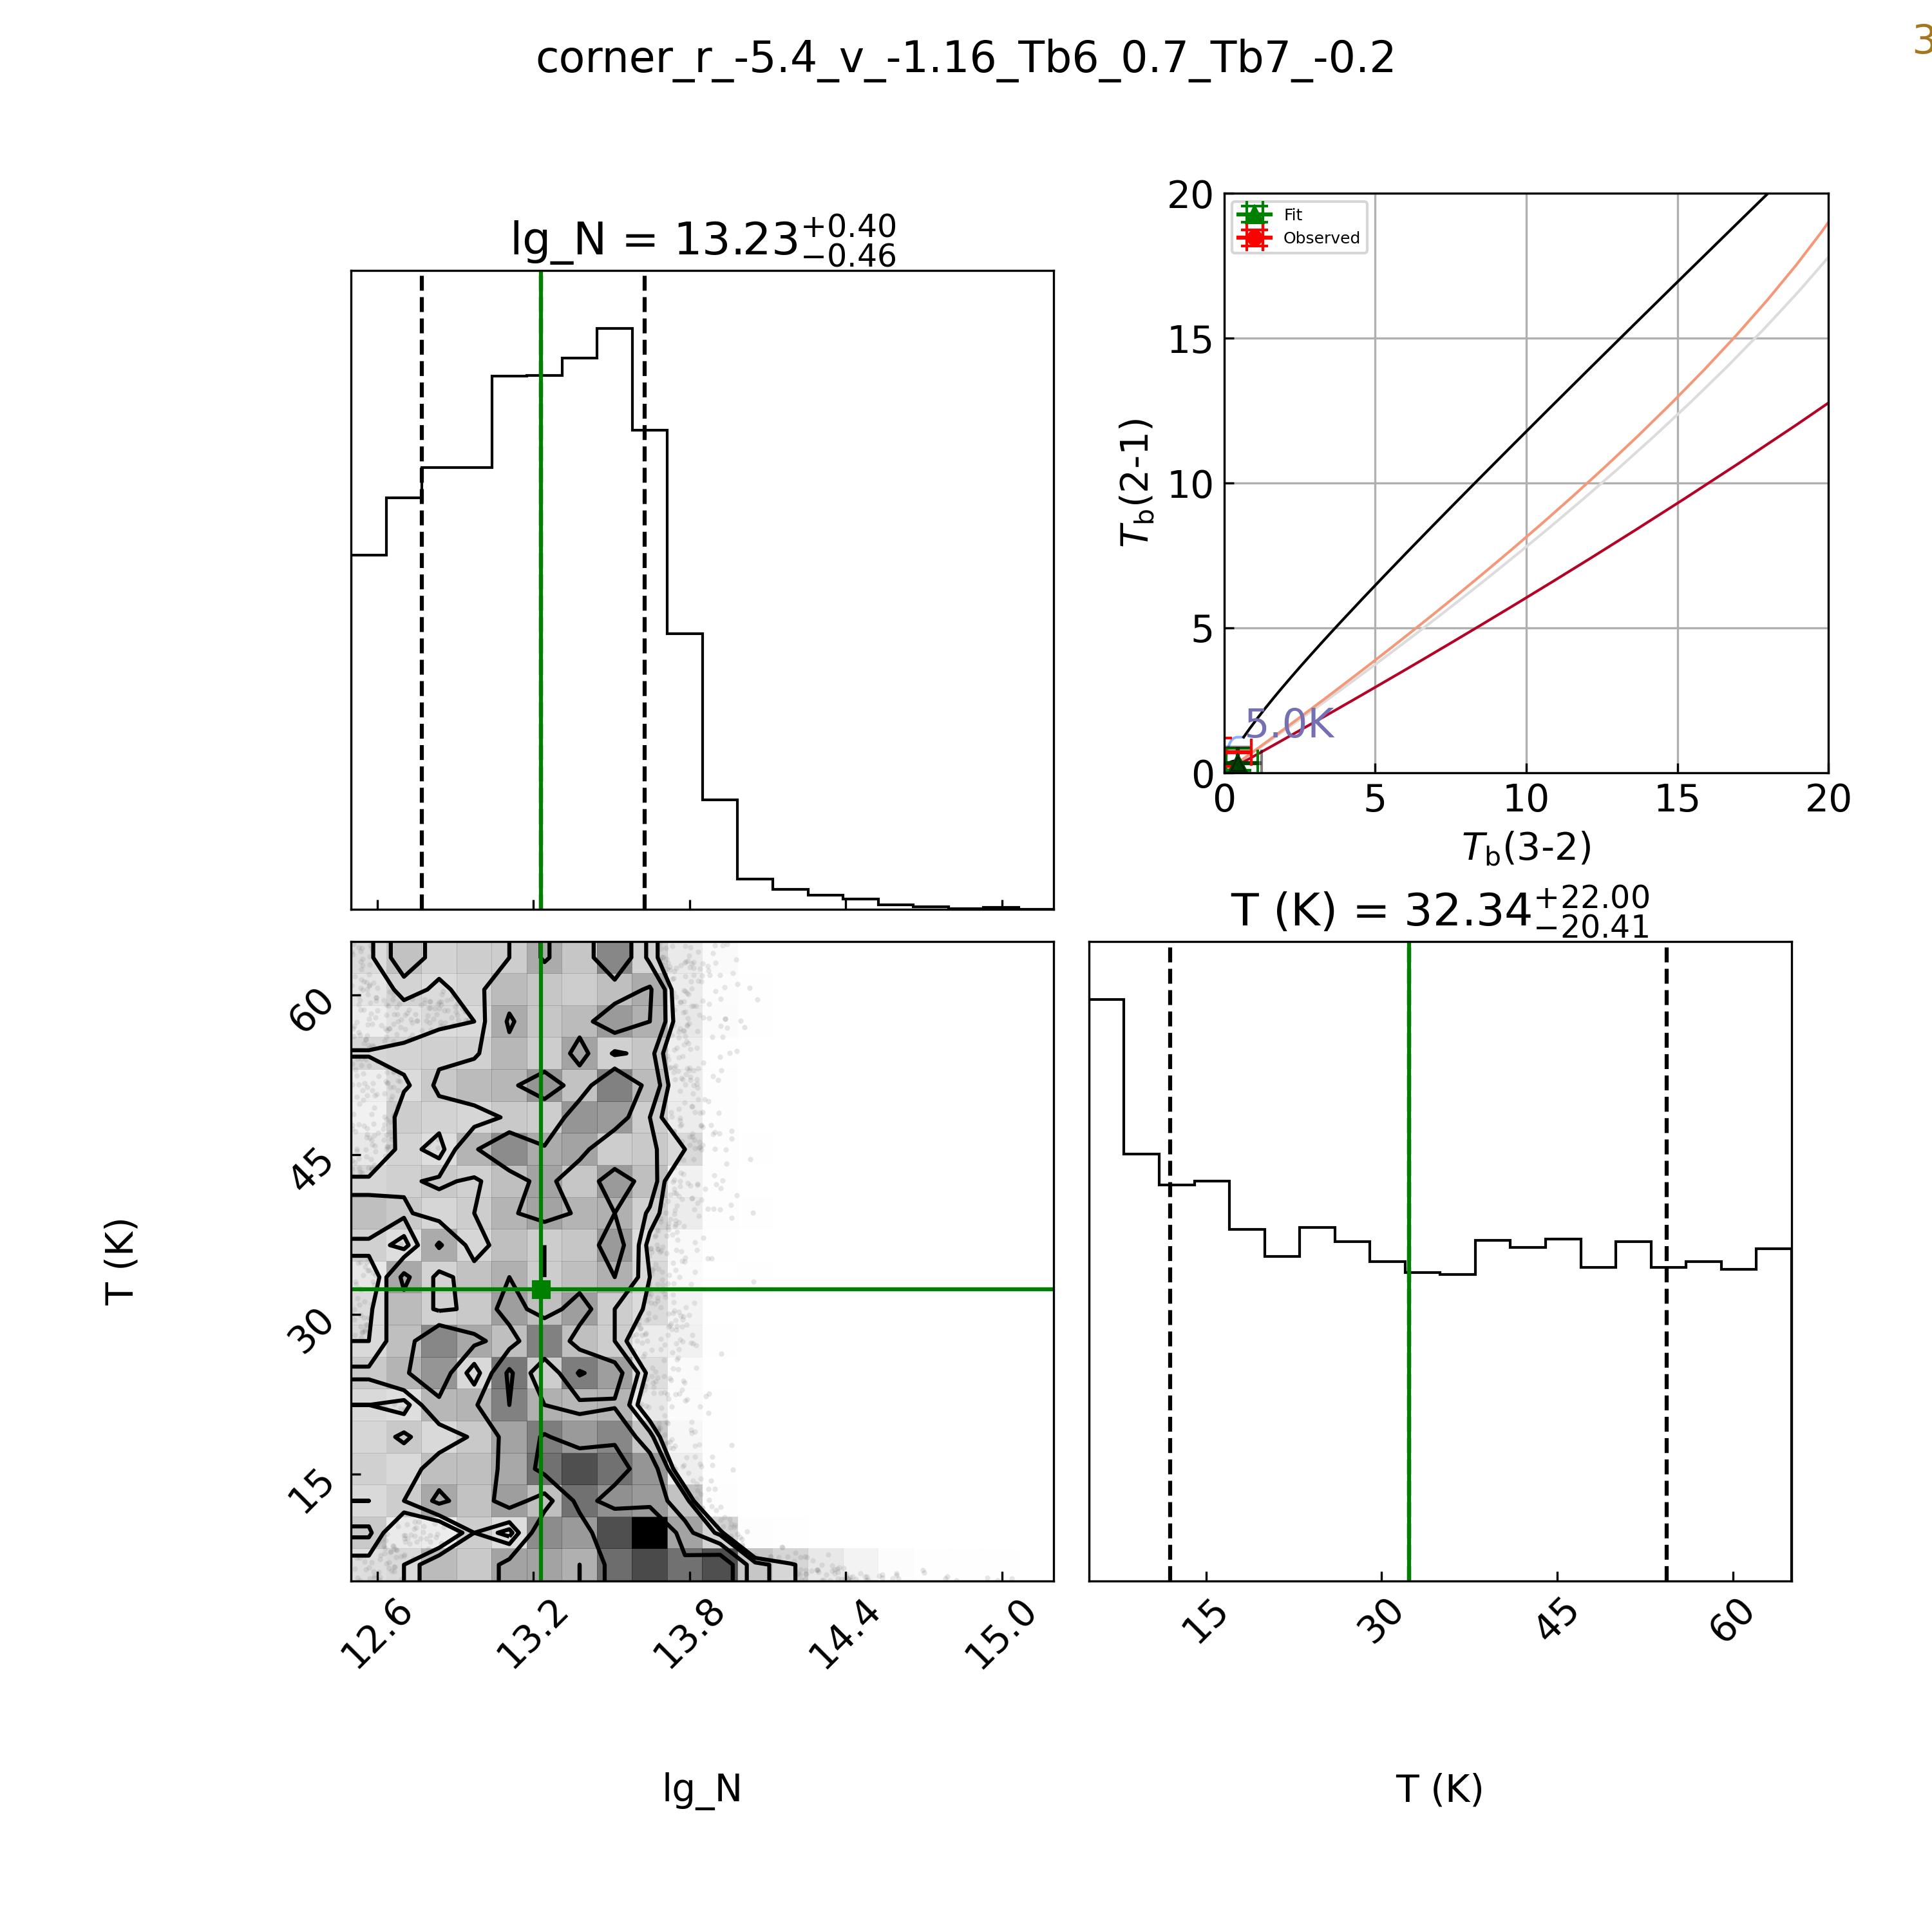 corner_r_-5.4_v_-1.16_Tb6_0.7_Tb7_-0.2
3
lg_N = 13.23+0.40−0.46
20
15
10
5
0
Fit
Observed
5.0K
Tb(2-1)
0 5 10 15 20
Tb(3-2)
T (K) = 32.34+22.00−20.41
60
45
30
15
T (K)
12.6 13.2 13.8 14.4 15.0
15 30 45 60
lg_N
T (K)